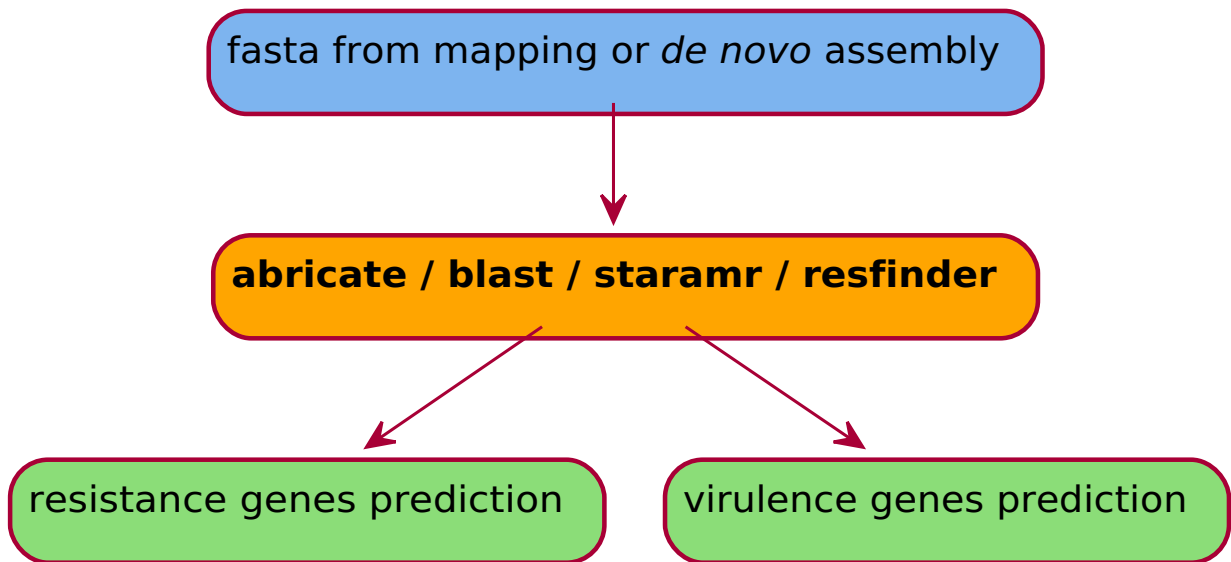 fasta from mapping or de novo assembly
abricate / blast / staramr / resfinder
resistance genes prediction
virulence genes prediction